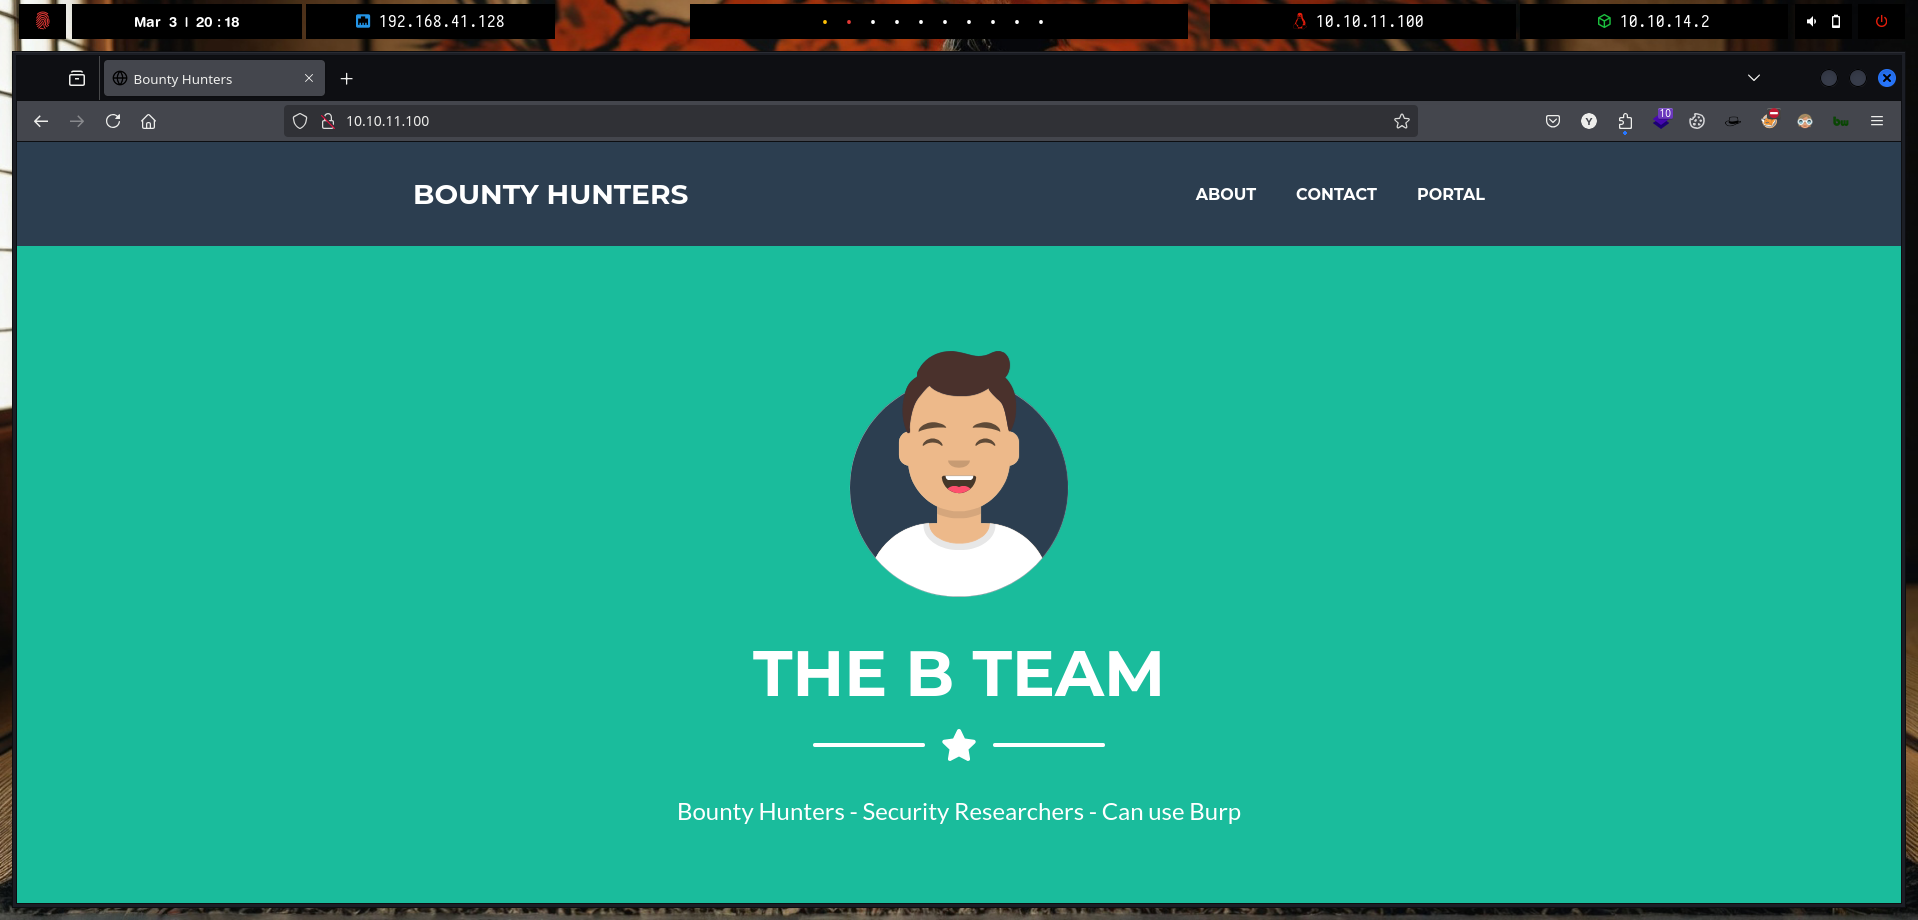 Mar 3 | 20:18
192.168.41.128
10.10.11.100
10.10.14.2
Bounty Hunters
10.10.11.100
Y
10
bw
BOUNTY HUNTERS
ABOUT CONTACT PORTAL
THE B TEAM
Bounty Hunters - Security Researchers - Can use Burp